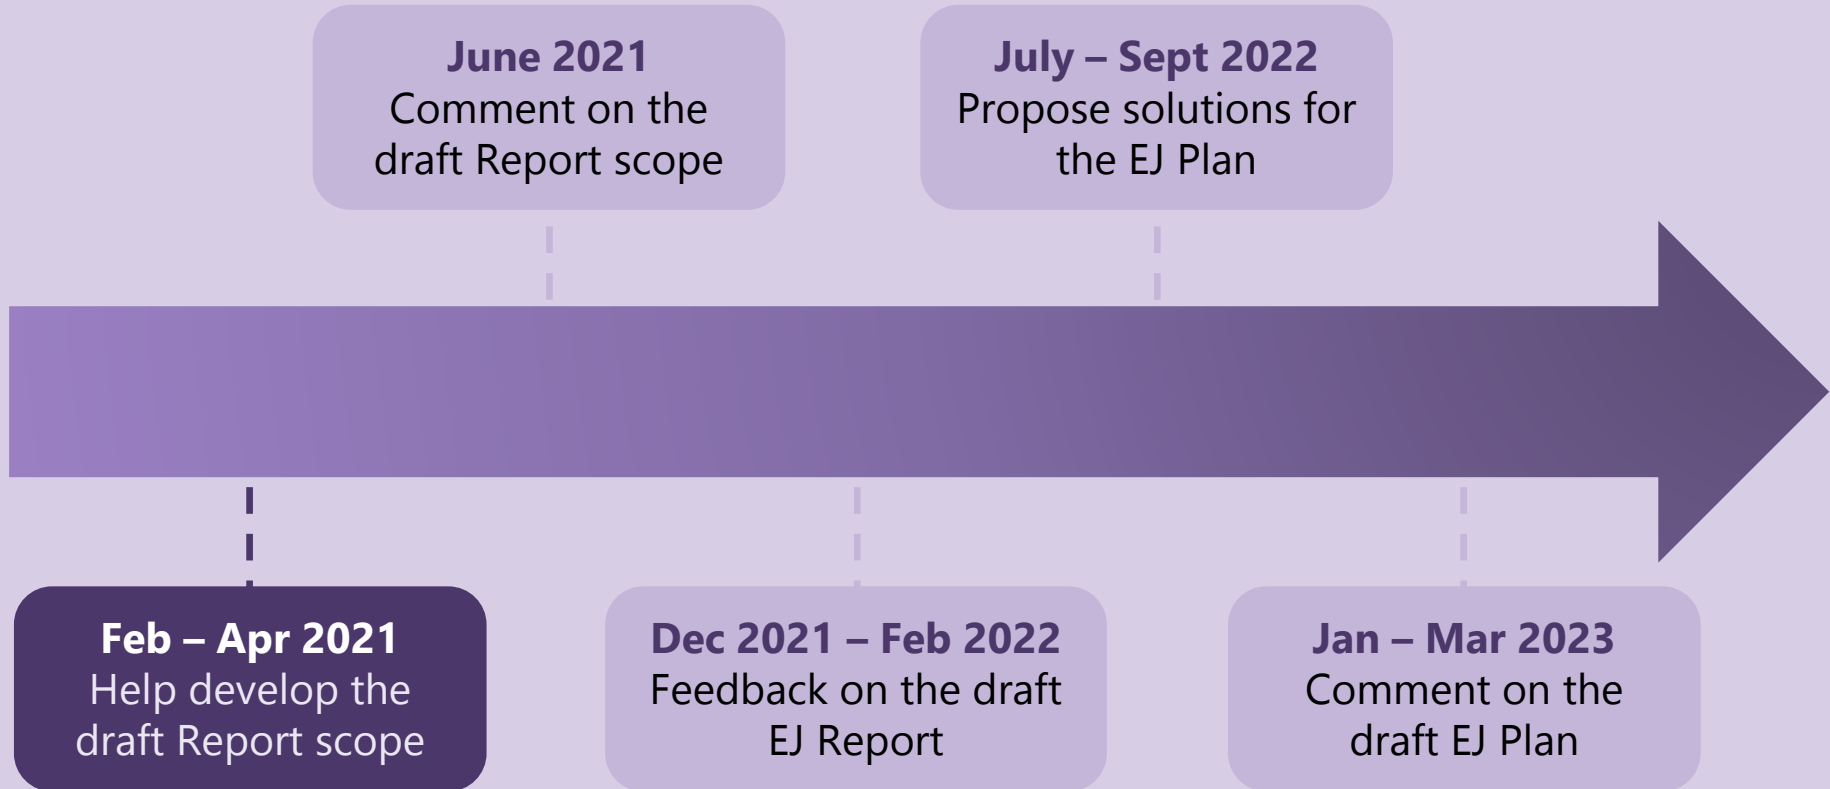 June 2021
Comment on the
draft Report scope
July – Sept 2022
Propose solutions for
the EJ Plan
Feb – Apr 2021
Help develop the
draft Report scope
Dec 2021 – Feb 2022
Feedback on the draft
EJ Report
Jan – Mar 2023
Comment on the
draft EJ Plan